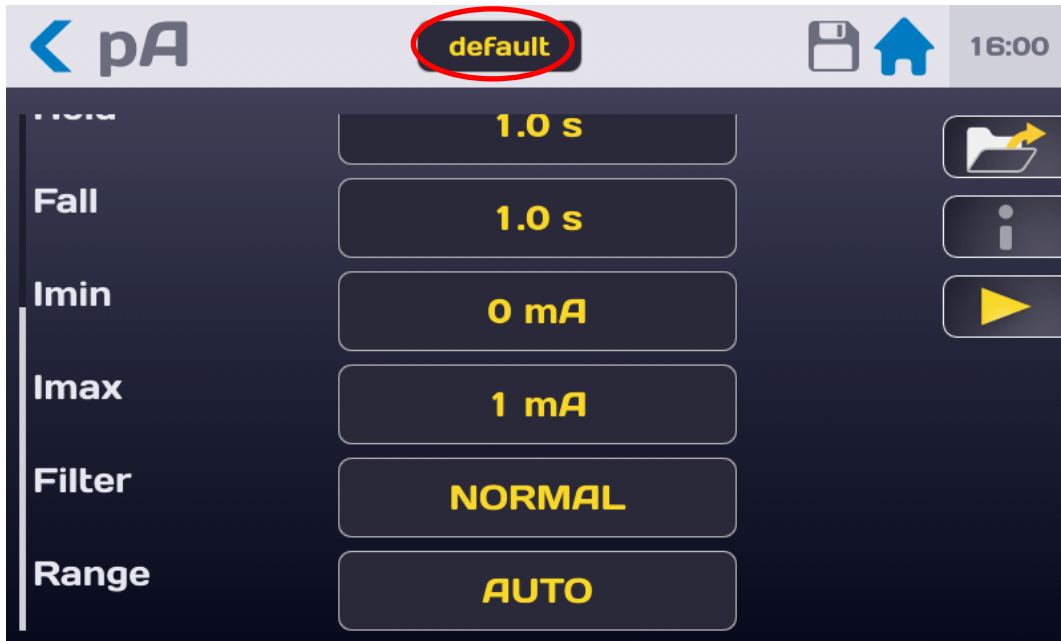 pA
default
16:00
Hold
1.0 s
Fall
1.0 s
Imin
0 mA
Imax
1 mA
Filter
NORMAL
Range
AUTO